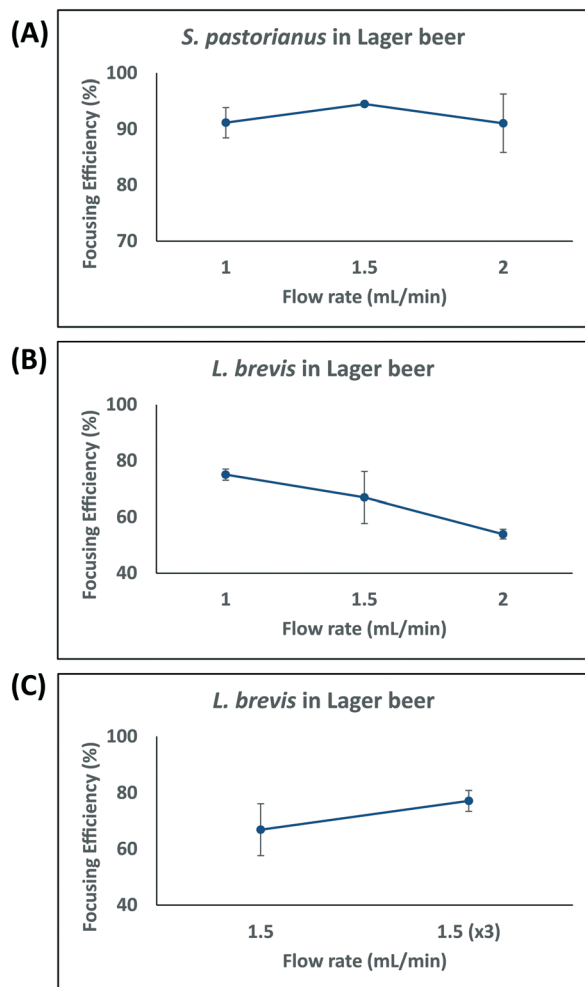 (A)
S. pastorianus in Lager beer
Focusing Efficiency (%)
100
90
80
70
1 1.5 2
Flow rate (mL/min)
(B)
L. brevis in Lager beer
Focusing Efficiency (%)
100
80
60
40
1 1.5 2
Flow rate (mL/min)
(C)
L. brevis in Lager beer
Focusing Efficiency (%)
100
80
60
40
1.5 1.5 (x3)
Flow rate (mL/min)